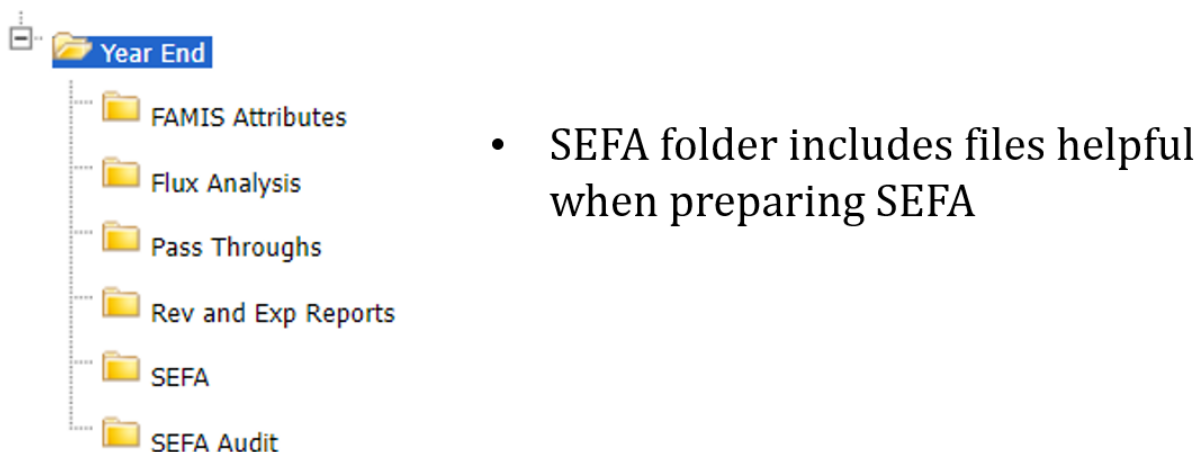 Year End
FAMIS Attributes
Flux Analysis
Pass Throughs
Rev and Exp Reports
SEFA
SEFA Audit
• SEFA folder includes files helpful
when preparing SEFA